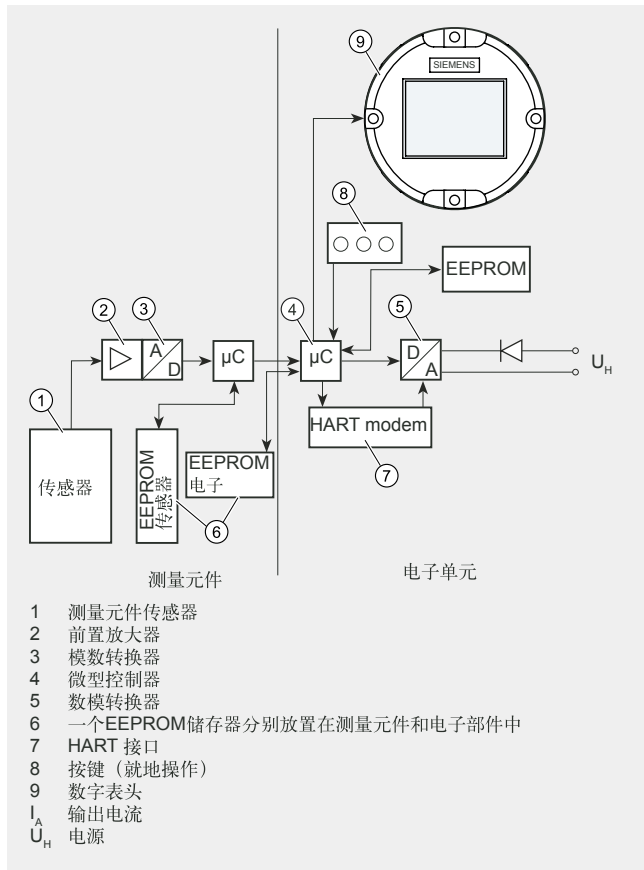 9
SIEMENS
8
EEPROM
2
3
4
5
A
D
μC
μC
D
A
U_H
1
HART modem
传感器
EEPROM
传感器
EEPROM
电子
6
7
测量元件
电子单元
1 测量元件传感器
2 前置放大器
3 模数转换器
4 微型控制器
5 数模转换器
6 一个EEPROM储存器分别放置在测量元件和电子部件中
7 HART 接口
8 按键（就地操作）
9 数字表头
I_A 输出电流
U_H 电源